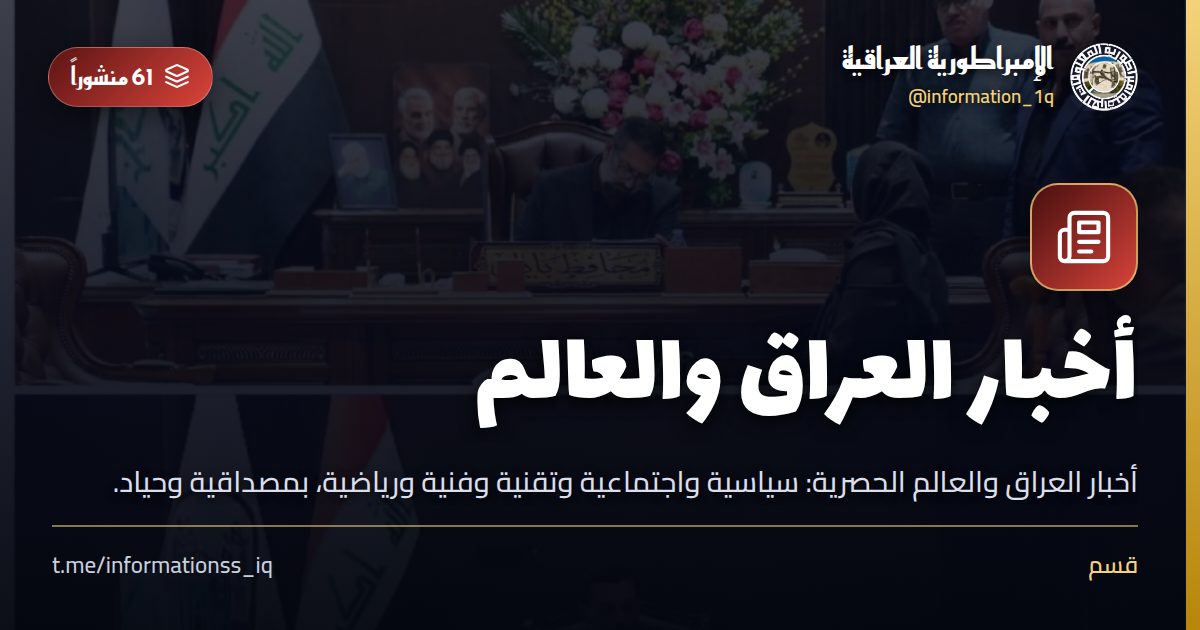 الإمبراطورية العراقية
@information_1q
61 منشوراً
أخبار العراق والعالم
أخبار العراق والعالم الحصرية: سياسية واجتماعية وتقنية وفنية ورياضية، بمصداقية وحياد.
قسم
t.me/informationss_iq